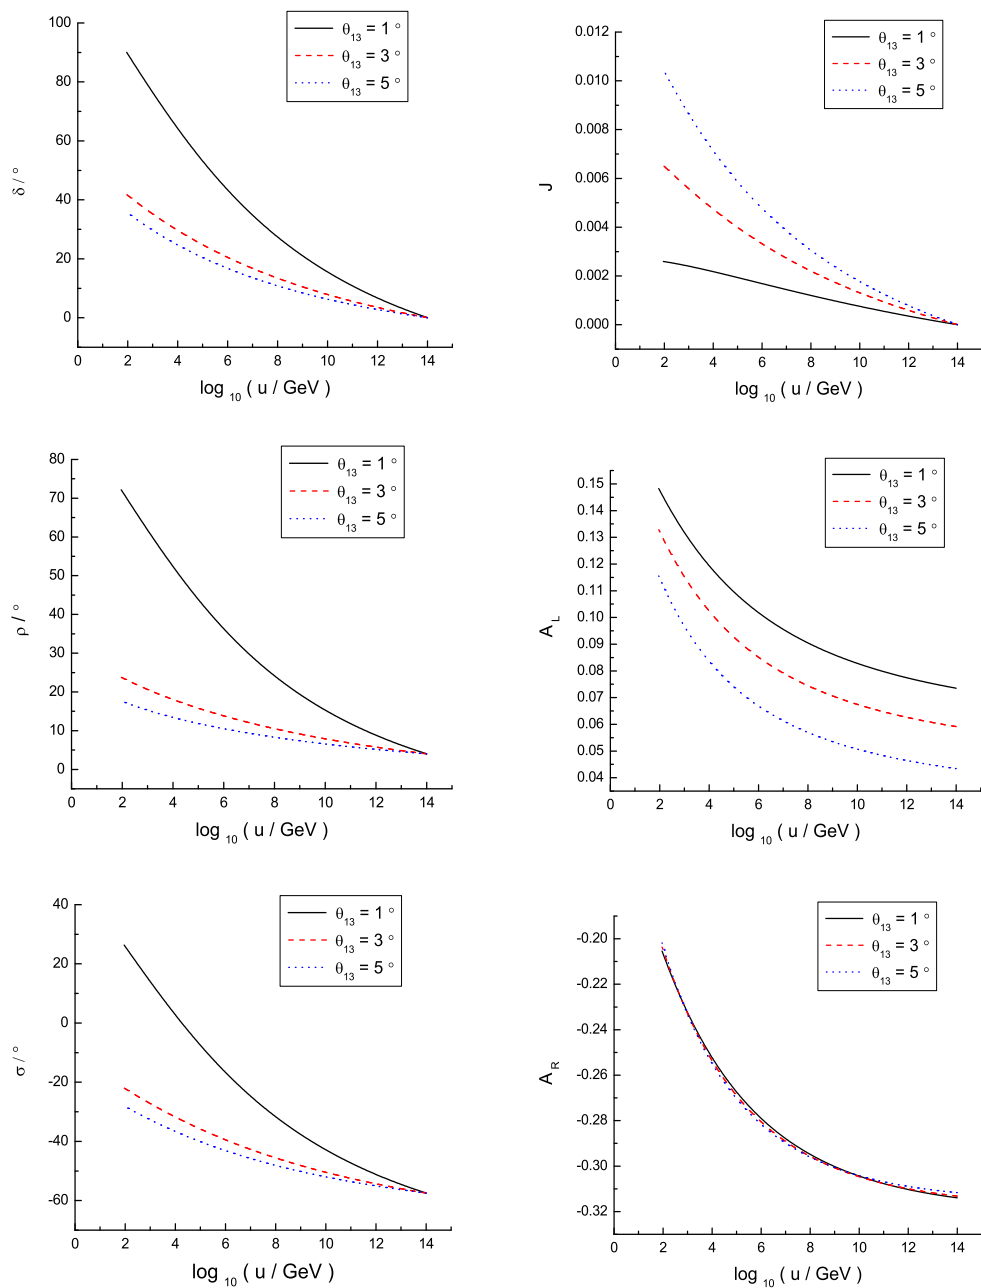 θ13 = 1 °
θ13 = 3 °
θ13 = 5 °
100
80
60
40
20
0
δ / °
0 2 4 6 8 10 12 14
log 10 ( u / GeV )
θ13 = 1 °
θ13 = 3 °
θ13 = 5 °
0.012
0.010
0.008
0.006
0.004
0.002
0.000
J
0 2 4 6 8 10 12 14
log 10 ( u / GeV )
θ13 = 1 °
θ13 = 3 °
θ13 = 5 °
80
70
60
50
40
30
20
10
0
ρ / °
0 2 4 6 8 10 12 14
log 10 ( u / GeV )
θ13 = 1 °
θ13 = 3 °
θ13 = 5 °
0.15
0.14
0.13
0.12
0.11
0.10
0.09
0.08
0.07
0.06
0.05
0.04
A L
0 2 4 6 8 10 12 14
log 10 ( u / GeV )
θ13 = 1 °
θ13 = 3 °
θ13 = 5 °
40
20
0
-20
-40
-60
σ / °
0 2 4 6 8 10 12 14
log 10 ( u / GeV )
θ13 = 1 °
θ13 = 3 °
θ13 = 5 °
-0.20
-0.22
-0.24
-0.26
-0.28
-0.30
-0.32
A R
0 2 4 6 8 10 12 14
log 10 ( u / GeV )